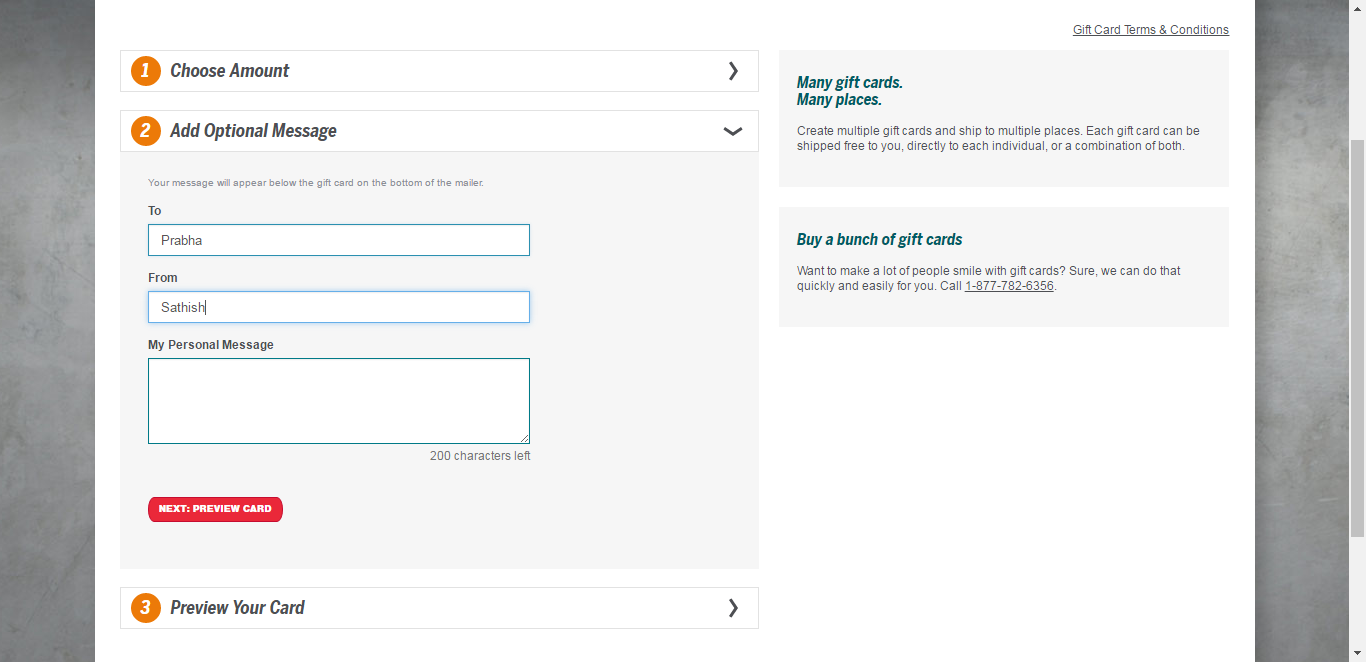 Gift Card Terms & Conditions
1 Choose Amount
2 Add Optional Message
Your message will appear below the gift card on the bottom of the mailer.
To
Prabha
From
Sathish
My Personal Message
200 characters left
NEXT: PREVIEW CARD
3 Preview Your Card
Many gift cards.
Many places.
Create multiple gift cards and ship to multiple places. Each gift card can be
shipped free to you, directly to each individual, or a combination of both.
Buy a bunch of gift cards
Want to make a lot of people smile with gift cards? Sure, we can do that
quickly and easily for you. Call 1-877-782-6356.